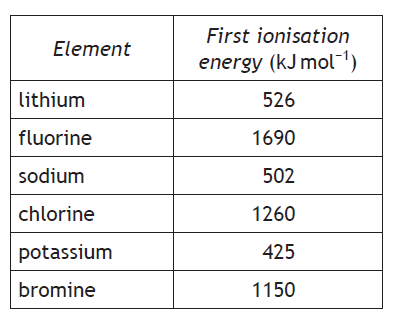 Element First ionisation
energy (kJ mol⁻¹)
lithium 526
fluorine 1690
sodium 502
chlorine 1260
potassium 425
bromine 1150